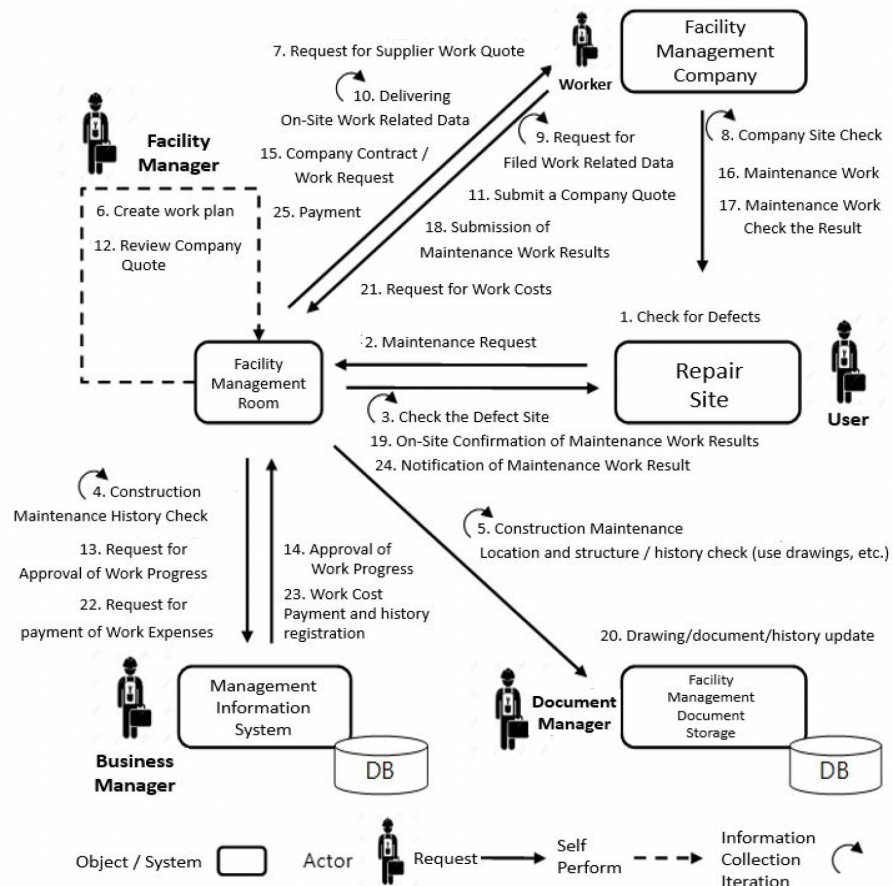 7. Request for Supplier Work Quote
10. Delivering
On-Site Work Related Data
15. Company Contract /
Work Request
25. Payment
Worker
Facility
Management
Company
9. Request for
Filed Work Related Data
11. Submit a Company Quote
18. Submission of
Maintenance Work Results
21. Request for Work Costs
8. Company Site Check
16. Maintenance Work
17. Maintenance Work
Check the Result
Facility
Manager
6. Create work plan
12. Review Company
Quote
1. Check for Defects
2. Maintenance Request
Facility
Management
Room
Repair
Site
User
3. Check the Defect Site
19. On-Site Confirmation of Maintenance Work Results
24. Notification of Maintenance Work Result
4. Construction
Maintenance History Check
13. Request for
Approval of Work Progress
22. Request for
payment of Work Expenses
14. Approval of
Work Progress
23. Work Cost
Payment and history
registration
5. Construction Maintenance
Location and structure / history check (use drawings, etc.)
20. Drawing/document/history update
Business
Manager
Management
Information
System
DB
Document
Manager
Facility
Management
Document
Storage
DB
Object / System
Actor
Request
Self
Perform
Information
Collection
Iteration